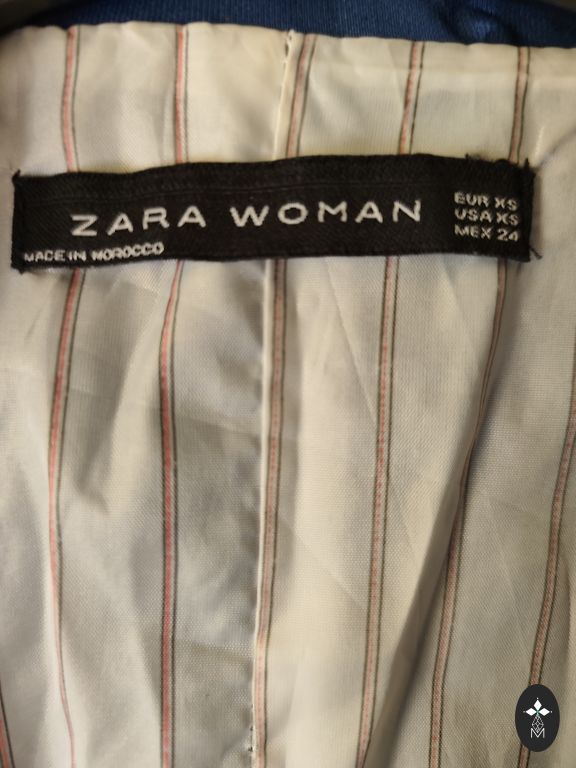 ZARA WOMAN
EUR XS
USA XS
MEX 24
MADE IN MOROCCO
M